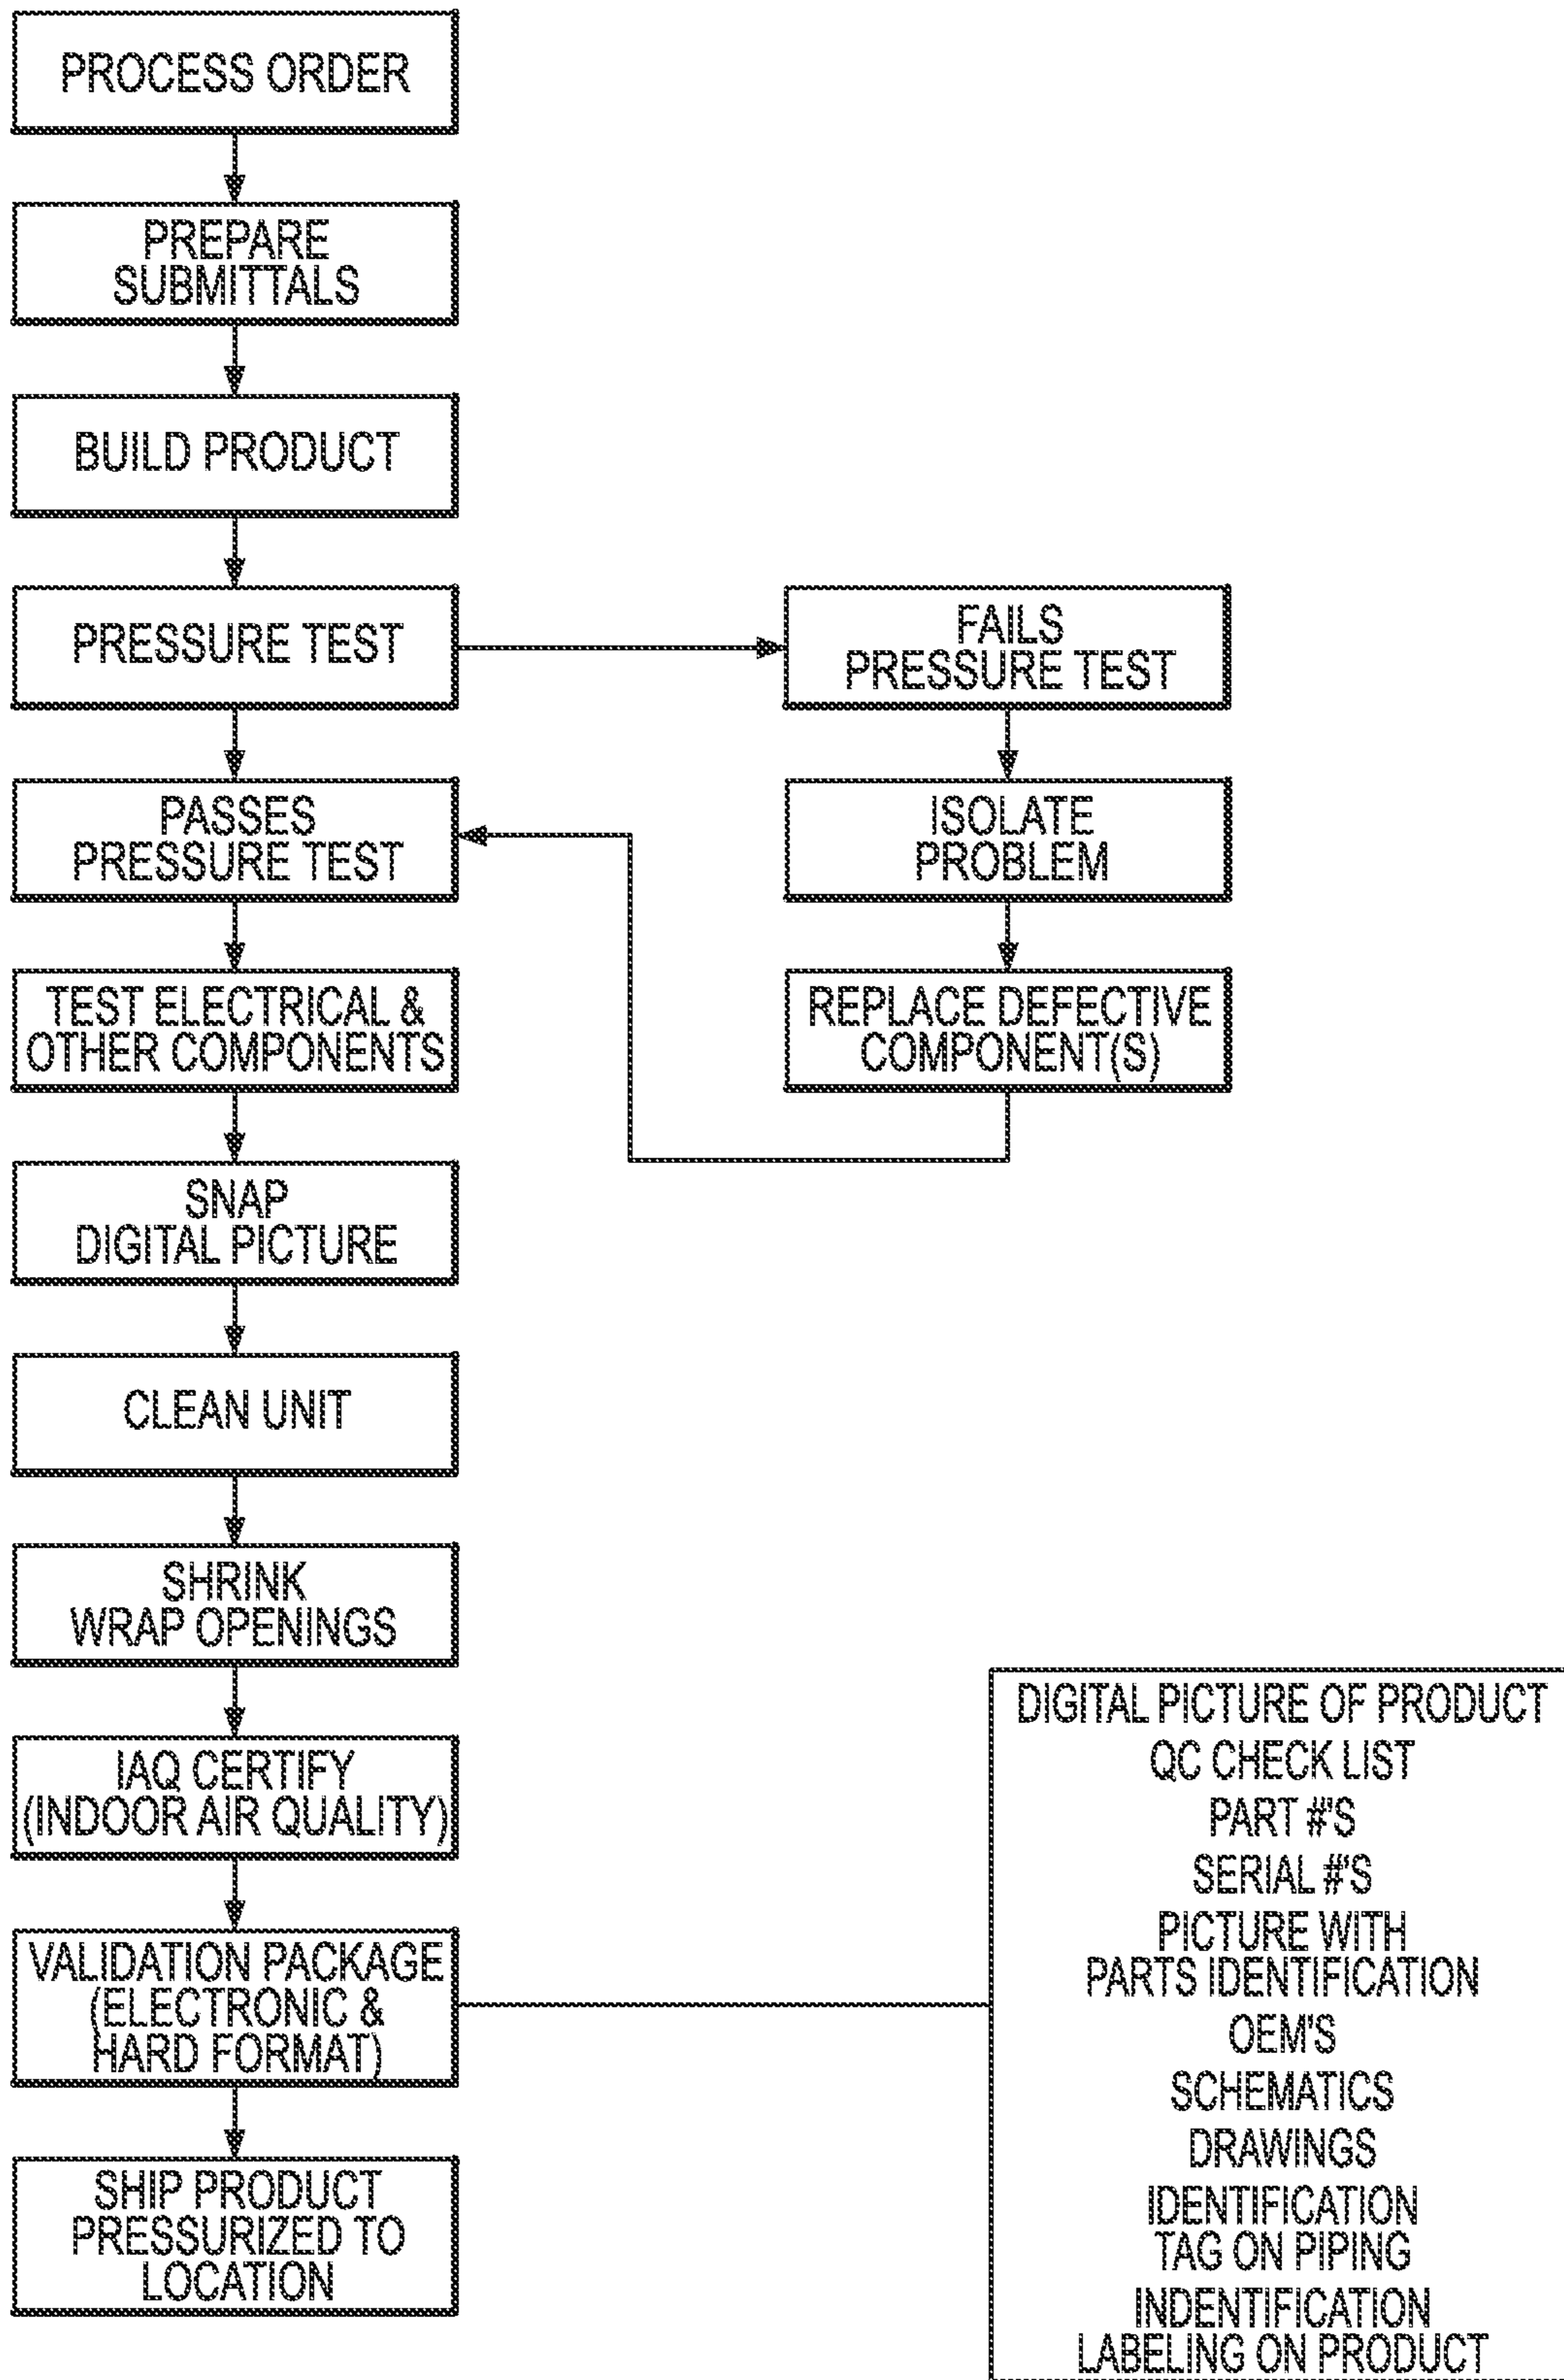 PROCESS ORDER
PREPARE
SUBMITTALS
BUILD PRODUCT
PRESSURE TEST
FAILS
PRESSURE TEST
PASSES
PRESSURE TEST
ISOLATE
PROBLEM
TEST ELECTRICAL &
OTHER COMPONENTS
REPLACE DEFECTIVE
COMPONENT(S)
SNAP
DIGITAL PICTURE
CLEAN UNIT
SHRINK
WRAP OPENINGS
IAQ CERTIFY
(INDOOR AIR QUALITY)
VALIDATION PACKAGE
(ELECTRONIC &
HARD FORMAT)
SHIP PRODUCT
PRESSURIZED TO
LOCATION
DIGITAL PICTURE OF PRODUCT
QC CHECK LIST
PART #'S
SERIAL #'S
PICTURE WITH
PARTS IDENTIFICATION
OEM'S
SCHEMATICS
DRAWINGS
IDENTIFICATION
TAG ON PIPING
INDENTIFICATION
LABELING ON PRODUCT